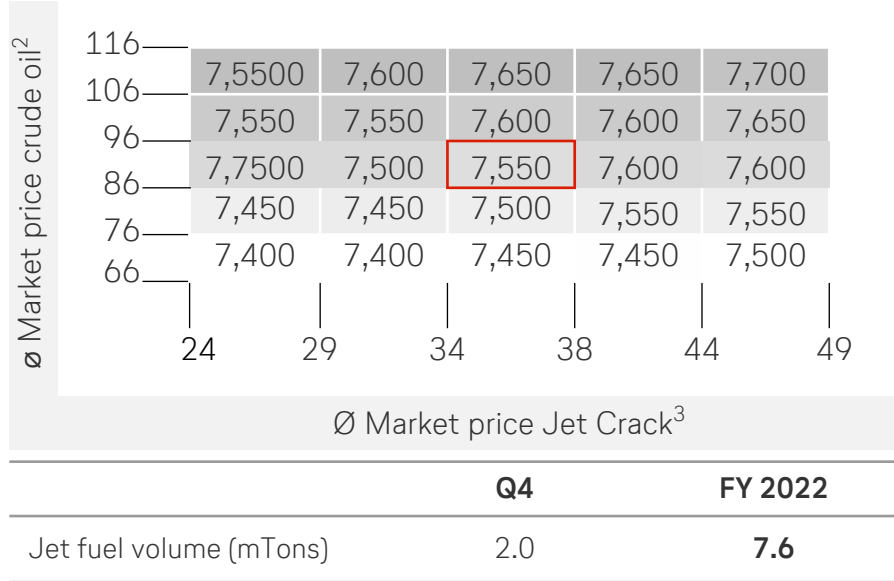 ø Market price crude oil²
116
7,5500 7,600 7,650 7,650 7,700
106
7,550 7,550 7,600 7,600 7,650
96
7,7500 7,500 7,550 7,600 7,600
86
7,450 7,450 7,500 7,550 7,550
76
7,400 7,400 7,450 7,450 7,500
66
24 29 34 38 44 49
Ø Market price Jet Crack³
Q4 FY 2022
Jet fuel volume (mTons) 2.0 7.6